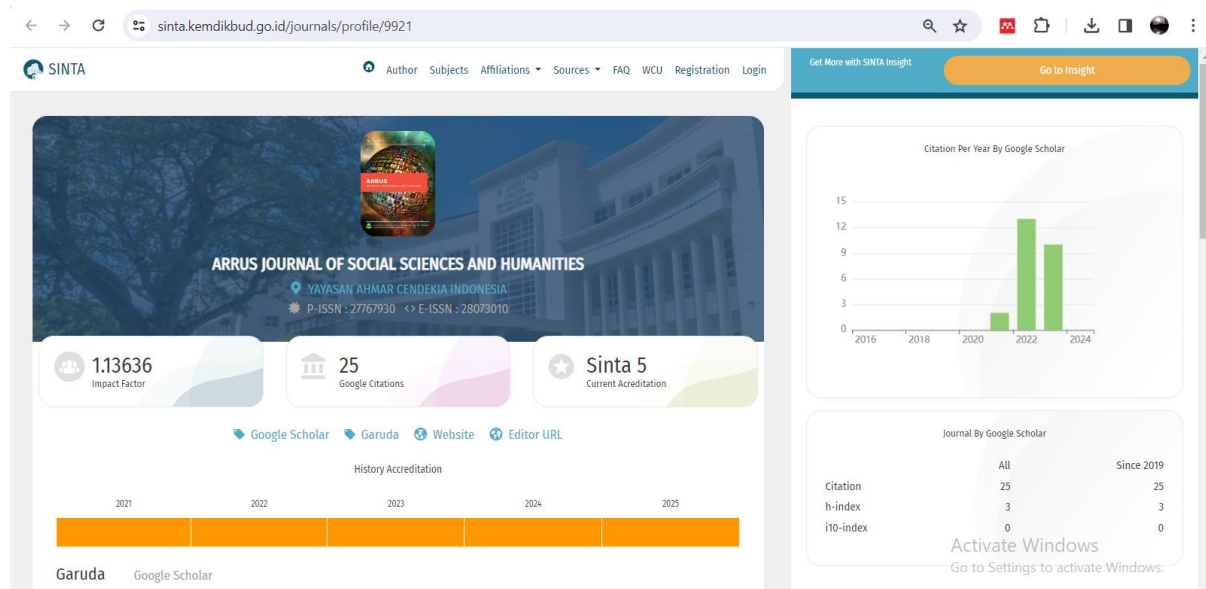 sinta.kemdikbud.go.id/journals/profile/9921
SINTA
Author Subjects Affiliations Sources FAQ WCU Registration Login
Get More with SINTA Insight
Go to Insight
ARRUS
ARRUS JOURNAL OF SOCIAL SCIENCES AND HUMANITIES
YAYASAN AHMAR CENDEKIA INDONESIA
P-ISSN : 27767930 <> E-ISSN : 28073010
1.13636
Impact Factor
25
Google Citations
Sinta 5
Current Acreditation
Google Scholar Garuda Website Editor URL
History Accreditation
2021 2022 2023 2024 2025
Garuda Google Scholar
Citation Per Year By Google Scholar
15
12
9
6
3
0
2016 2018 2020 2022 2024
Journal By Google Scholar
All Since 2019
Citation 25 25
h-index 3 3
i10-index 0 0
Activate Windows
Go to Settings to activate Windows.